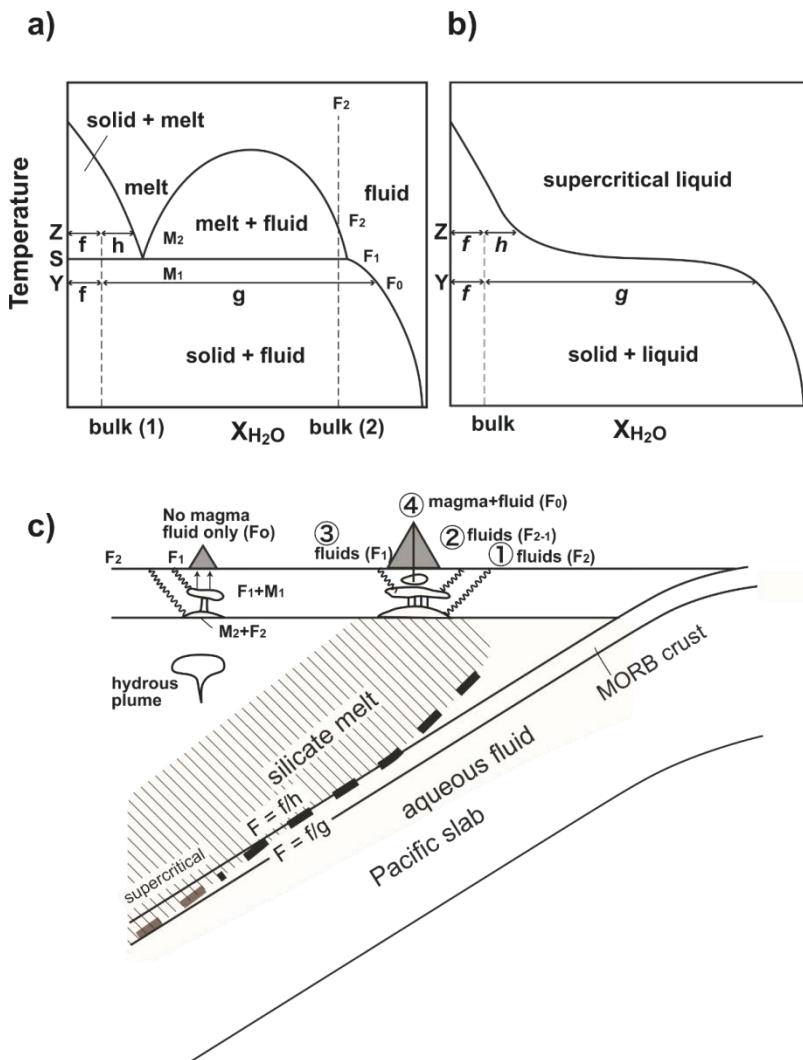 a)
F₂
solid + melt
melt
fluid
melt + fluid
F₂
M₂
F₁
M₁
F₀
Temperature
Z
S
Y
f
h
f
g
solid + fluid
bulk (1)
X_H₂O
bulk (2)
b)
supercritical liquid
Z
Y
f
h
f
g
solid + liquid
bulk
X_H₂O
c)
No magma
fluid only (Fo)
F₂
F₁
F₁+M₁
M₂+F₂
hydrous
plume
④ magma+fluid (F₀)
③
fluids (F₁)
② fluids (F₂₋₁)
① fluids (F₂)
MORB crust
silicate melt
F = f/h
F = f/g
aqueous fluid
supercritical
Pacific slab